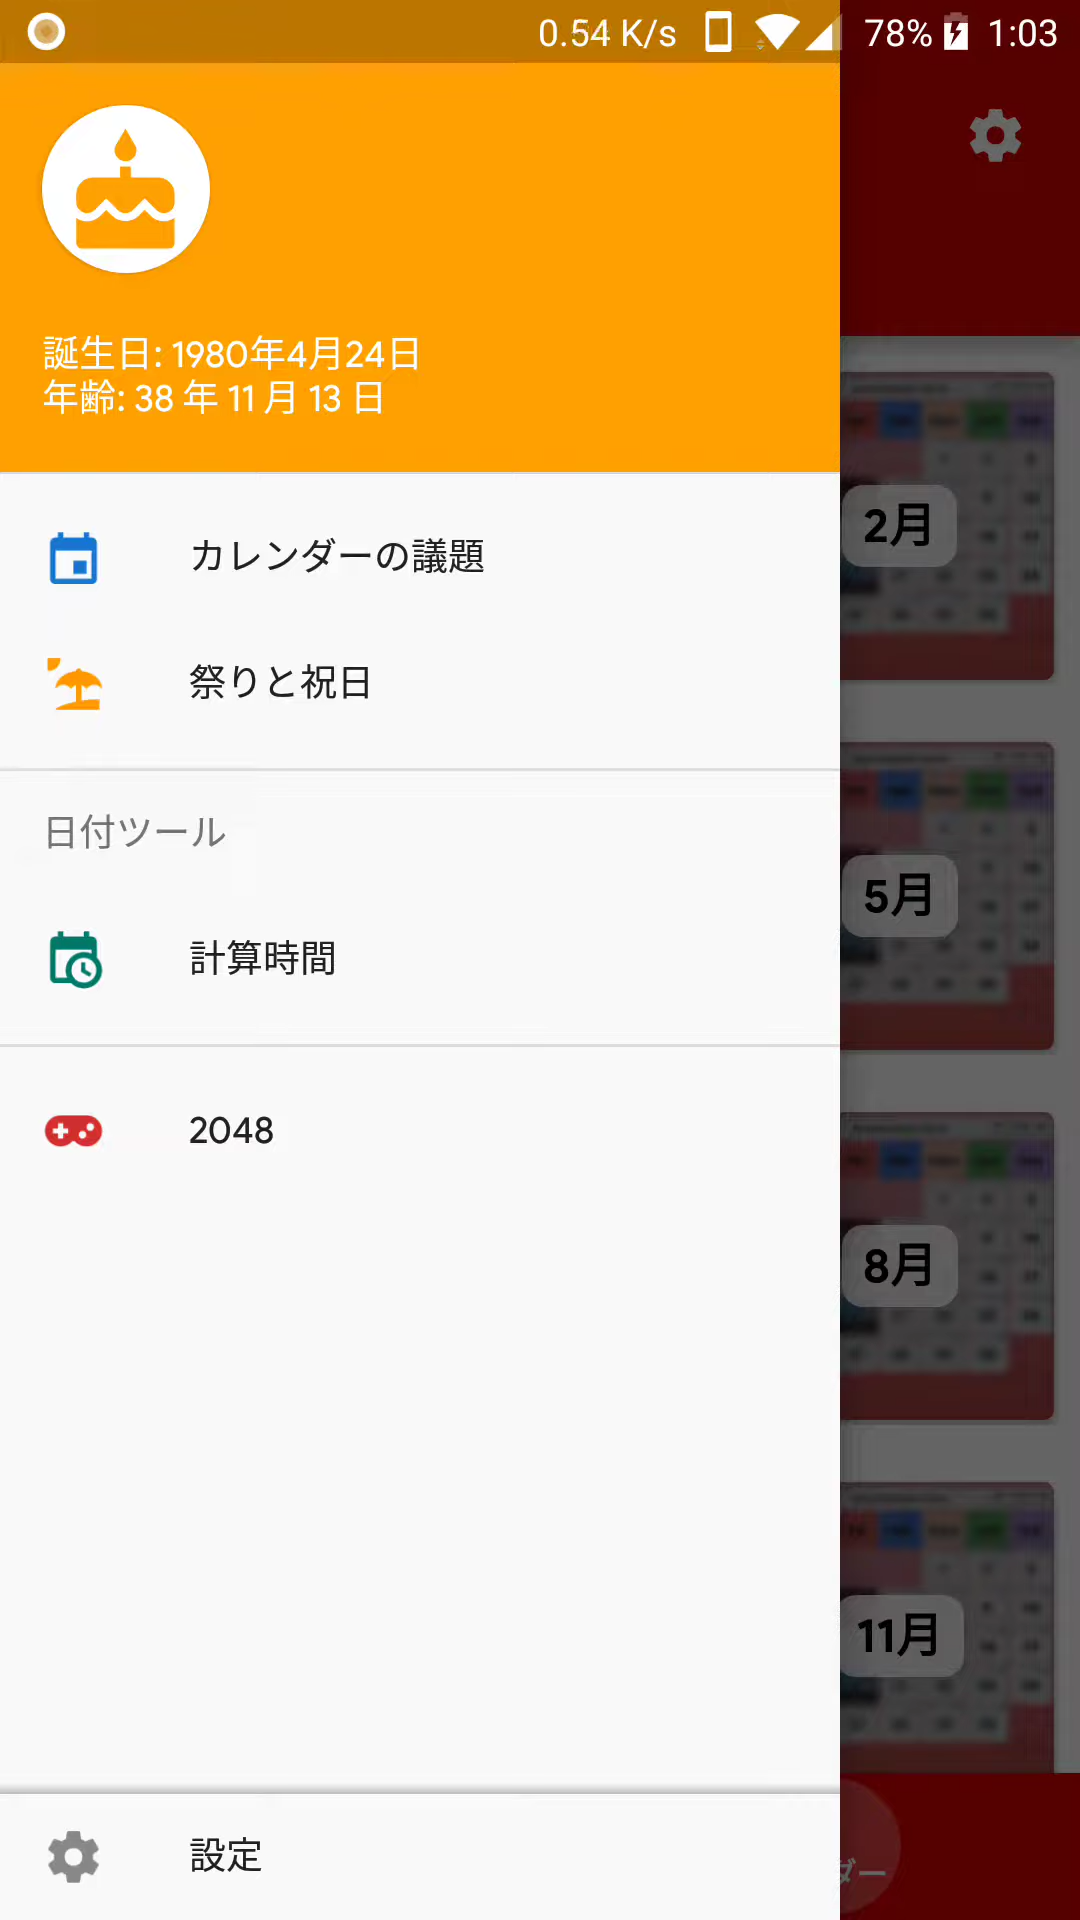 0.54 K/s 78% 1:03
誕生日: 1980年4月24日
年齢: 38 年 11 月 13 日
カレンダーの議題
祭りと祝日
日付ツール
計算時間
2048
設定
2月
5月
8月
11月
ダー